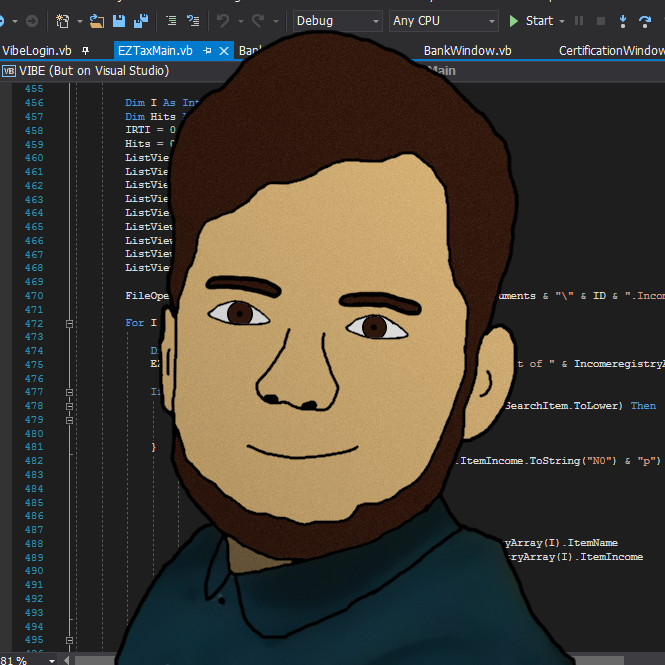 Debug Any CPU Start
VibeLogin.vb EZTaxMain.vb Ban BankWindow.vb CertificationWindow
VB VIBE (But on Visual Studio) Main
455
456 Dim I As Int
457 Dim Hits
458 IRTI = 0
459 Hits = 0
460 ListVie
461 ListVie
462 ListVie
463 ListVie
464 ListVie
465 ListView
466 ListView
467 ListView
468 ListVi
469
470 FileOpe uments & "\" & ID & ".Incom
471
472 For I
473
474 D
475 EZ t of " & IncomeregistryA
476
477 I
478 SearchItem.ToLower) Then
479
480
481 }
482 .ItemIncome.ToString("N0") & "p")
483
484
485
486
487
488 yArray(I).ItemName
489 ryArray(I).ItemIncome
490
491
492
493
494
495
81 %